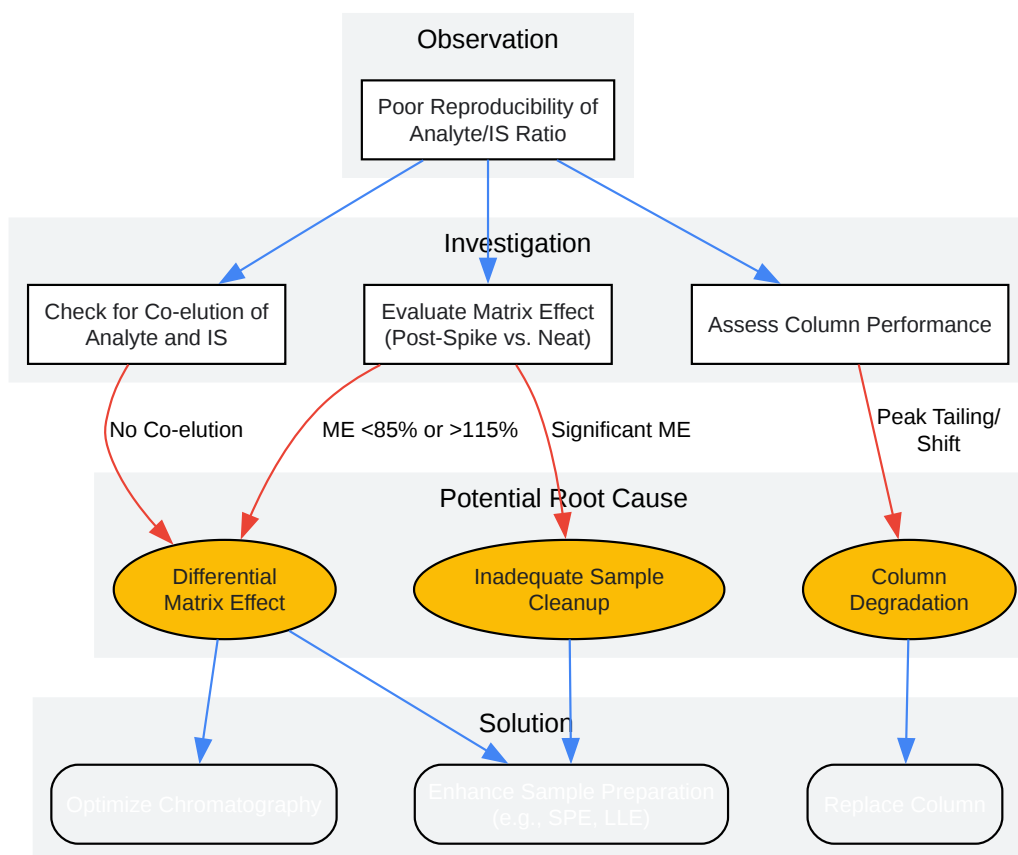 Observation
Poor Reproducibility of
Analyte/IS Ratio
Investigation
Check for Co-elution of
Analyte and IS
Evaluate Matrix Effect
(Post-Spike vs. Neat)
Assess Column Performance
No Co-elution
ME <85% or >115%
Significant ME
Peak Tailing/
Shift
Potential Root Cause
Differential
Matrix Effect
Inadequate Sample
Cleanup
Column
Degradation
Solution
Optimize Chromatography
Enhance Sample Preparation
(e.g., SPE, LLE)
Replace Column